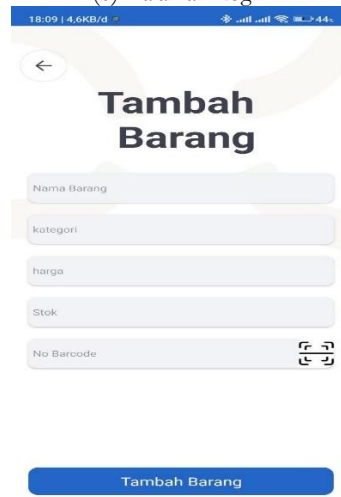 18:09 | 4,6KB/d
Tambah
Barang
Nama Barang
kategori
harga
Stok
No Barcode
Tambah Barang